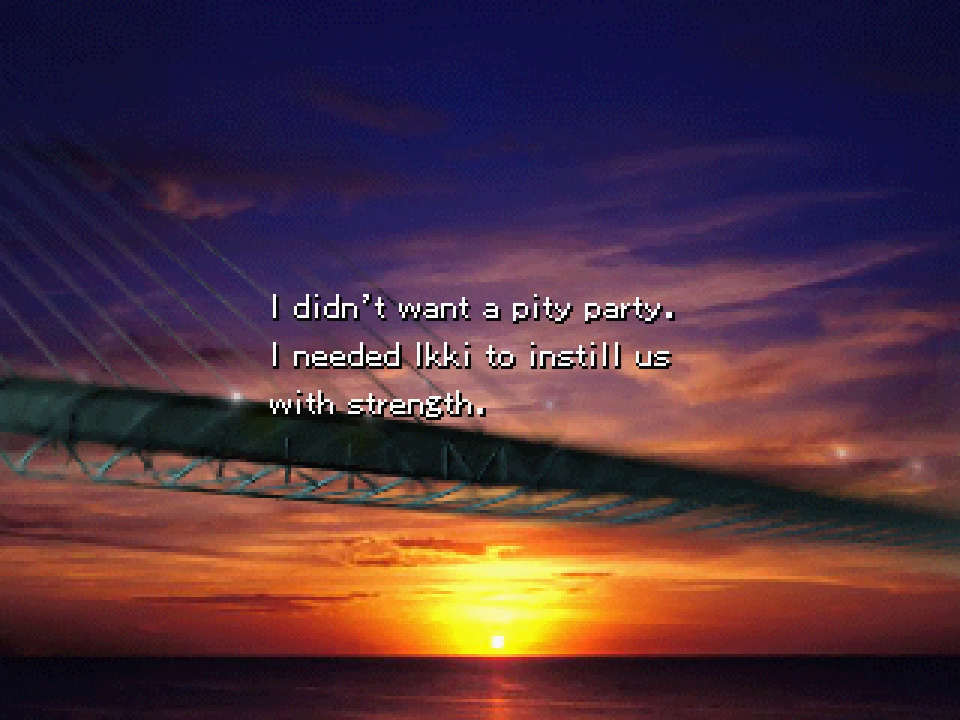 I didn't want a pity party.
I needed Ikki to instill us
with strength.